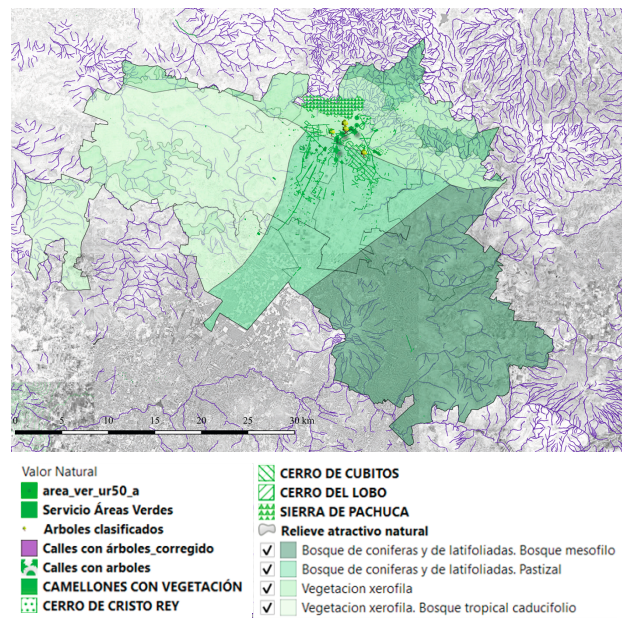 0 5 10 15 20 25 30 km
Valor Natural
area_ver_ur50_a
Servicio Áreas Verdes
Arboles clasificados
Calles con árboles_corregido
Calles con arboles
CAMELLONES CON VEGETACIÓN
CERRO DE CRISTO REY
CERRO DE CUBITOS
CERRO DEL LOBO
SIERRA DE PACHUCA
Relieve atractivo natural
Bosque de coniferas y de latifoliadas. Bosque mesofilo
Bosque de coniferas y de latifoliadas. Pastizal
Vegetacion xerofila
Vegetacion xerofila. Bosque tropical caducifolio